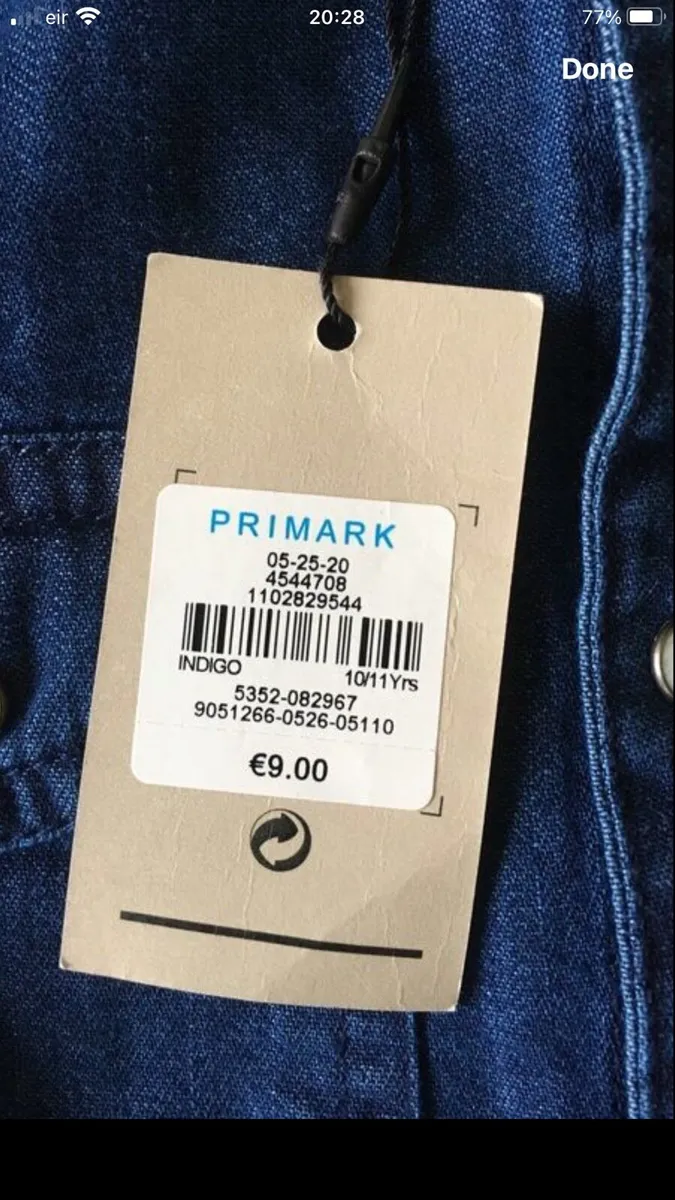 eir 20:28 77%
Done
PRIMARK
05-25-20
4544708
1102829544
INDIGO 10/11Yrs
5352-082967
9051266-0526-05110
€9.00